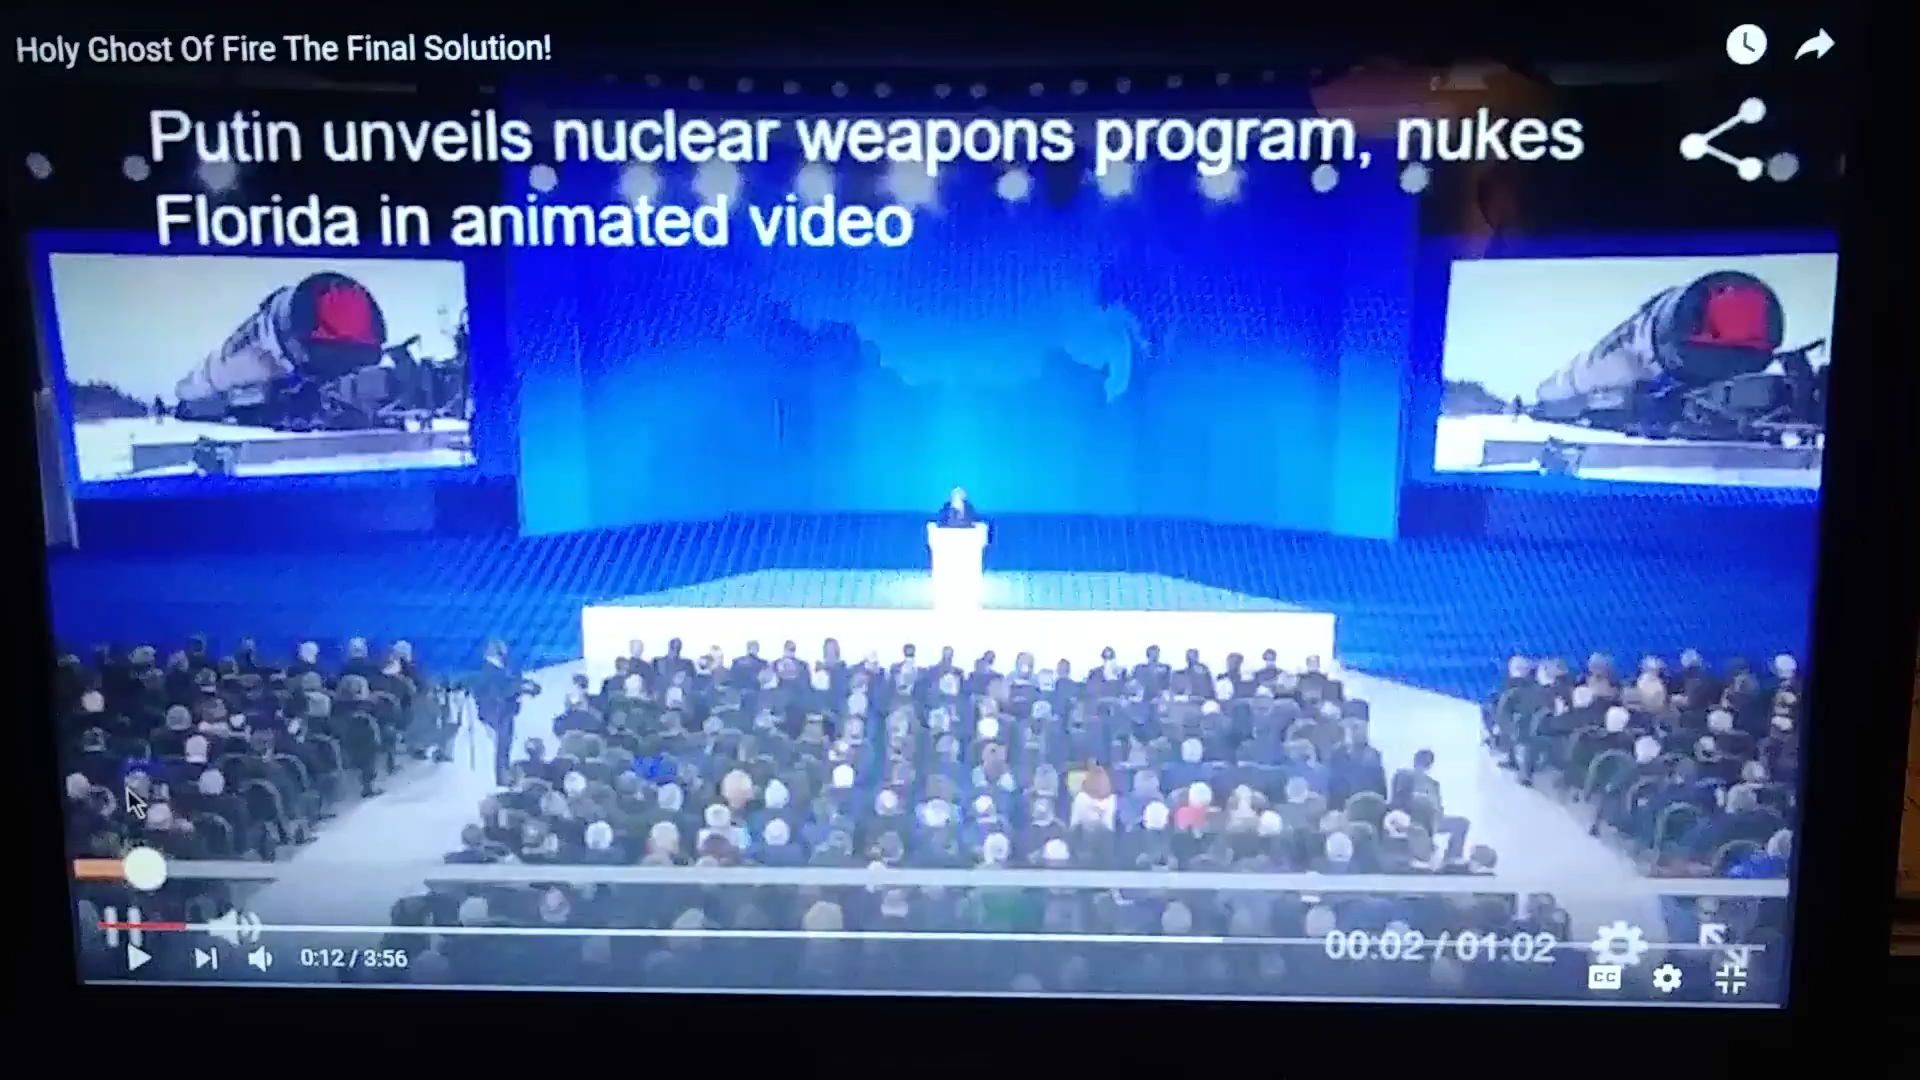 Holy Ghost Of Fire The Final Solution!
Putin unveils nuclear weapons program, nukes
Florida in animated video
00:02 / 01:02
0:12 / 3:56
CC